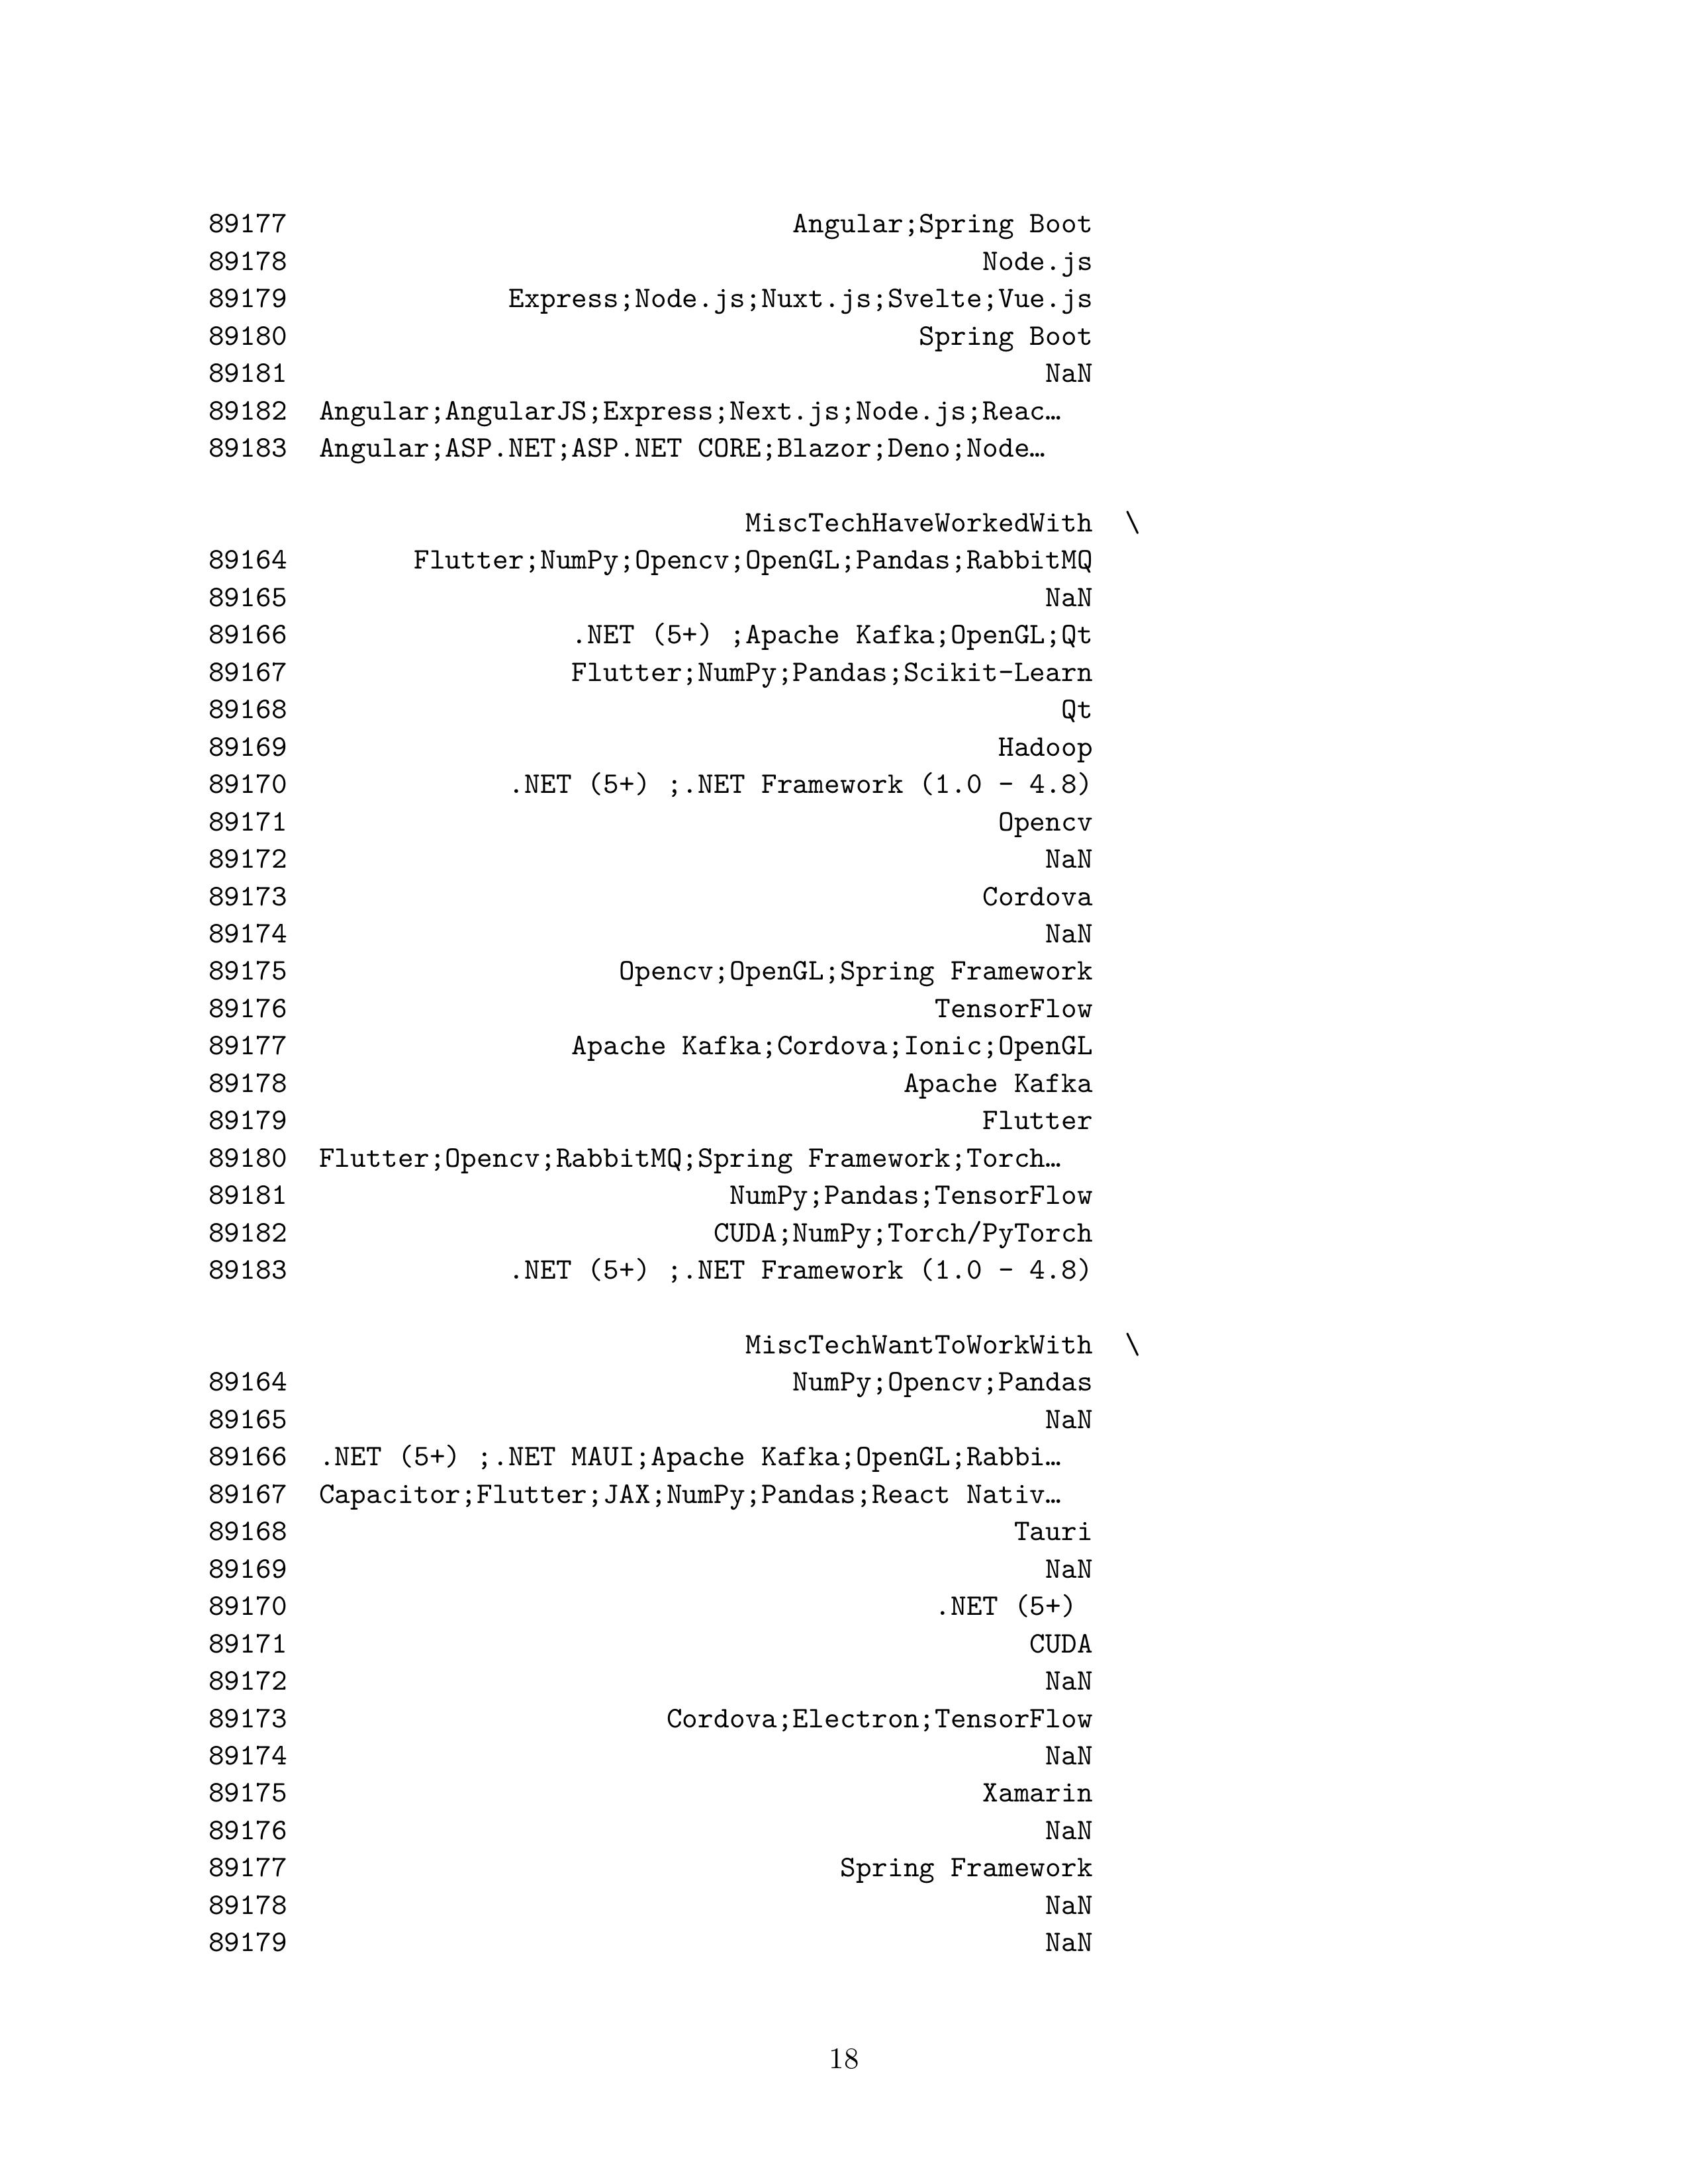 89177 Angular;Spring Boot
89178 Node.js
89179 Express;Node.js;Nuxt.js;Svelte;Vue.js
89180 Spring Boot
89181 NaN
89182 Angular;AngularJS;Express;Next.js;Node.js;Reac…
89183 Angular;ASP.NET;ASP.NET CORE;Blazor;Deno;Node…
MiscTechHaveWorkedWith \
89164 Flutter;NumPy;Opencv;OpenGL;Pandas;RabbitMQ
89165 NaN
89166 .NET (5+) ;Apache Kafka;OpenGL;Qt
89167 Flutter;NumPy;Pandas;Scikit-Learn
89168 Qt
89169 Hadoop
89170 .NET (5+) ;.NET Framework (1.0 - 4.8)
89171 Opencv
89172 NaN
89173 Cordova
89174 NaN
89175 Opencv;OpenGL;Spring Framework
89176 TensorFlow
89177 Apache Kafka;Cordova;Ionic;OpenGL
89178 Apache Kafka
89179 Flutter
89180 Flutter;Opencv;RabbitMQ;Spring Framework;Torch…
89181 NumPy;Pandas;TensorFlow
89182 CUDA;NumPy;Torch/PyTorch
89183 .NET (5+) ;.NET Framework (1.0 - 4.8)
MiscTechWantToWorkWith \
89164 NumPy;Opencv;Pandas
89165 NaN
89166 .NET (5+) ;.NET MAUI;Apache Kafka;OpenGL;Rabbi…
89167 Capacitor;Flutter;JAX;NumPy;Pandas;React Nativ…
89168 Tauri
89169 NaN
89170 .NET (5+)
89171 CUDA
89172 NaN
89173 Cordova;Electron;TensorFlow
89174 NaN
89175 Xamarin
89176 NaN
89177 Spring Framework
89178 NaN
89179 NaN
18